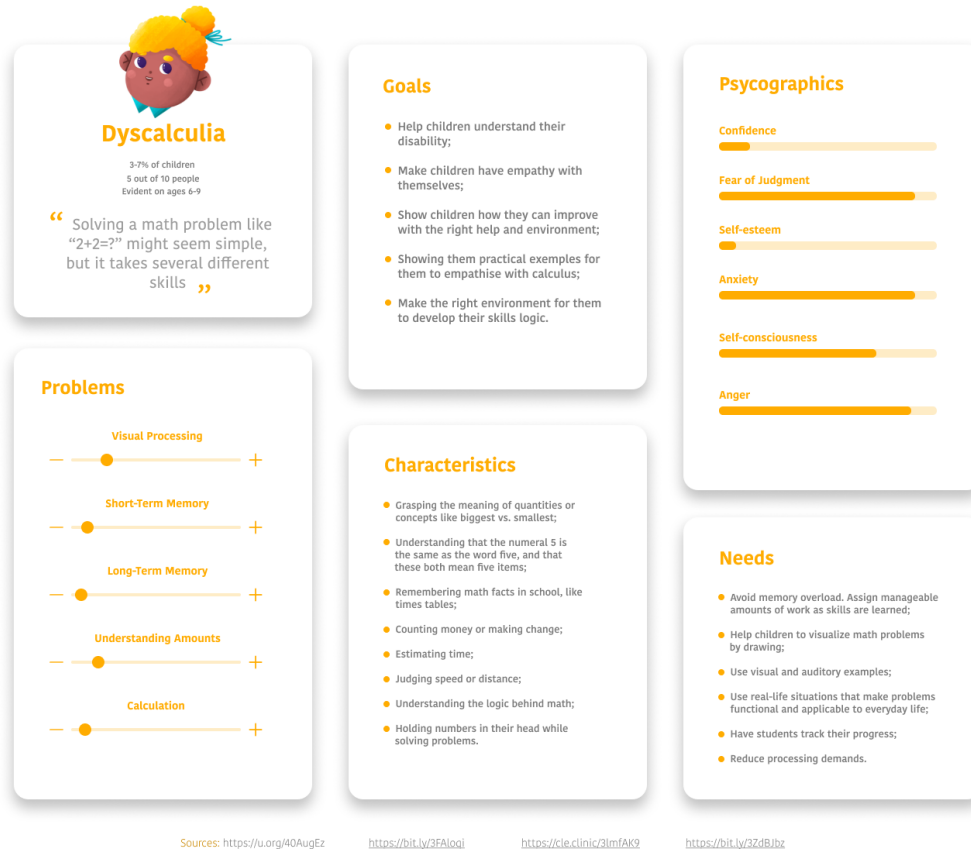 Dyscalculia
3-7% of children
5 out of 10 people
Evident on ages 6-9
“ Solving a math problem like
“2+2=?” might seem simple,
but it takes several different
skills ”
Problems
Visual Processing
Short-Term Memory
Long-Term Memory
Understanding Amounts
Calculation
Goals
Help children understand their
disability;
Make children have empathy with
themselves;
Show children how they can improve
with the right help and environment;
Showing them practical exemples for
them to empathise with calculus;
Make the right environment for them
to develop their skills logic.
Characteristics
Grasping the meaning of quantities or
concepts like biggest vs. smallest;
Understanding that the numeral 5 is
the same as the word five, and that
these both mean five items;
Remembering math facts in school, like
times tables;
Counting money or making change;
Estimating time;
Judging speed or distance;
Understanding the logic behind math;
Holding numbers in their head while
solving problems.
Psycographics
Confidence
Fear of Judgment
Self-esteem
Anxiety
Self-consciousness
Anger
Needs
Avoid memory overload. Assign manageable
amounts of work as skills are learned;
Help children to visualize math problems
by drawing;
Use visual and auditory examples;
Use real-life situations that make problems
functional and applicable to everyday life;
Have students track their progress;
Reduce processing demands.
Sources: https://u.org/40AugEz https://bit.ly/3FAloqi https://cle.clinic/3lmfAK9 https://bit.ly/3ZdBJbz